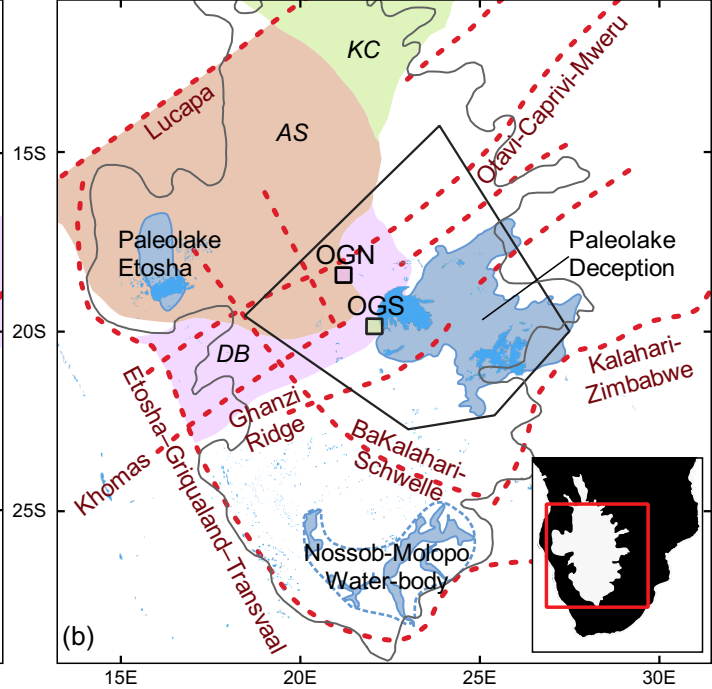 KC
Otavi-Caprivi-Mweru
Lucapa
AS
15S
Paleolake
Etosha
OGN
Paleolake
Deception
OGS
20S
DB
Kalahari-
Zimbabwe
Etosha–Griqualand–Transvaal
Ghanzi
Ridge
BaKalahari-
Schwelle
Khomas
25S
Nossob-Molopo
Water-body
(b)
15E
20E
25E
30E